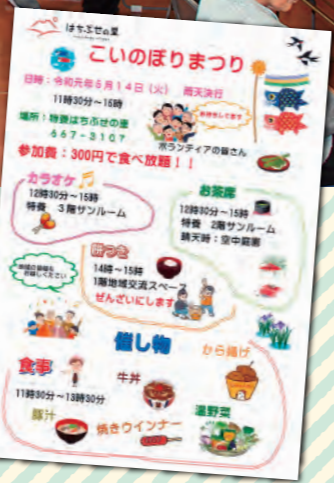 はちぶせの里
こいのぼりまつり
日時：令和元年5月14日（火）　雨天決行
11時30分～15時
場所：特養はちぶせの里
667-3107
お待ちしてます
ボランティアの皆さん
参加費：300円で食べ放題！！
カラオケ
12時30分～15時
特養　3階サンルーム
お茶席
12時30分～15時
特養　2階サンルーム
晴天時：空中庭園
餅つき
14時～15時
1階地域交流スペース
ぜんざいにします
催し物
食事
11時30分～13時30分
牛丼
から揚げ
豚汁
焼きウインナー
温野菜